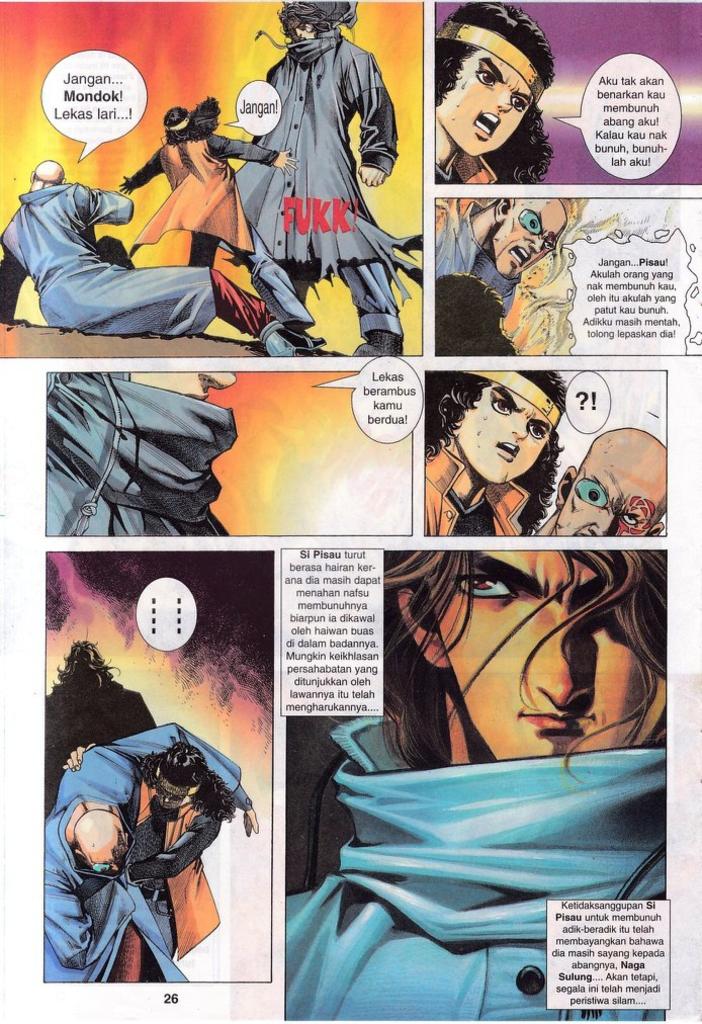 Jangan...
Mondok!
Lekas lari...!
Jangan!
FUKK!
Aku tak akan
benarkan kau
membunuh
abang aku!
Kalau kau nak
bunuh, bunuh-
lah aku!
Jangan...Pisau!
Akulah orang yang
nak membunuh kau,
oleh itu akulah yang
patut kau bunuh.
Adikku masih mentah,
tolong lepaskan dia!
Lekas
berambus
kamu
berdua!
?!
Si Pisau turut
berasa hairan ker-
ana dia masih dapat
menahan nafsu
membunuhnya
biarpun ia dikawal
oleh haiwan buas
di dalam badannya.
Mungkin keikhlasan
persahabatan yang
ditunjukkan oleh
lawannya itu telah
mengharukannya....
Ketidaksanggupan Si
Pisau untuk membunuh
adik-beradik itu telah
membayangkan bahawa
dia masih sayang kepada
abangnya, Naga
Sulung.... Akan tetapi,
segala ini telah menjadi
peristiwa silam....
26